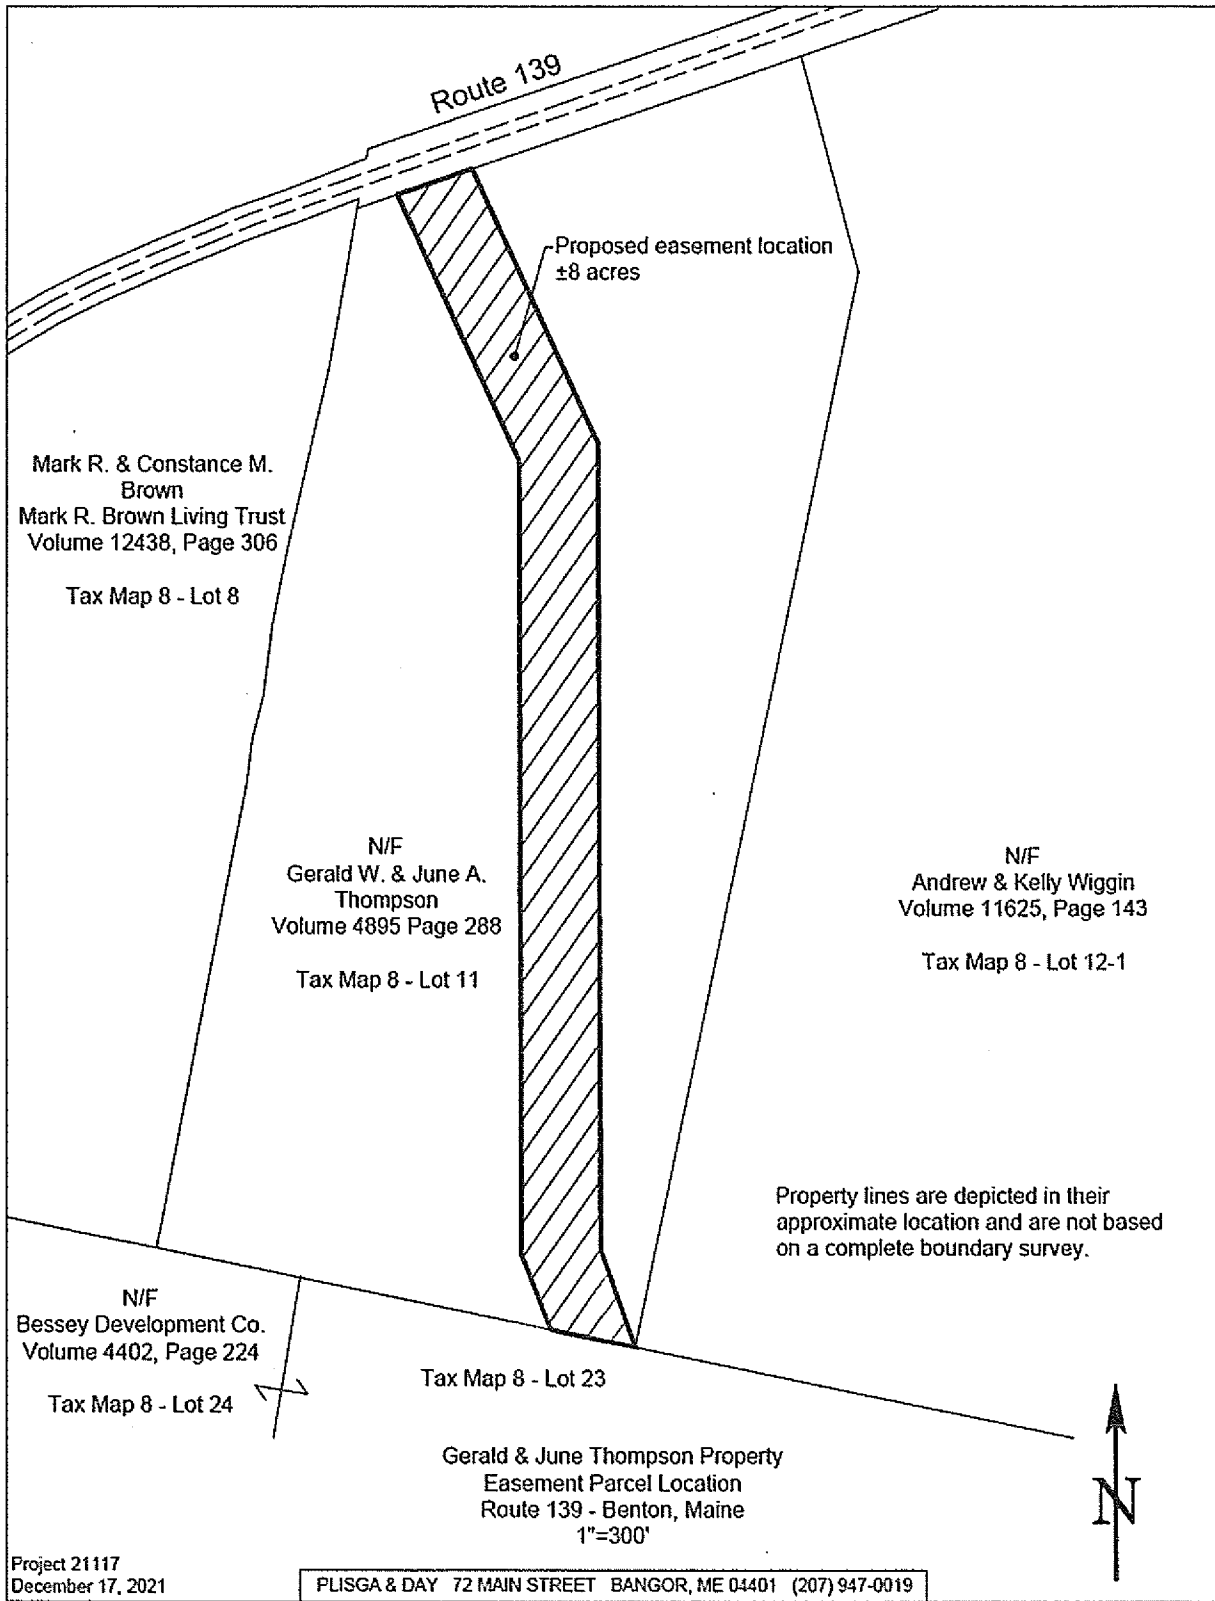 Route 139
Proposed easement location
±8 acres
Mark R. & Constance M.
Brown
Mark R. Brown Living Trust
Volume 12438, Page 306
Tax Map 8 - Lot 8
N/F
Gerald W. & June A.
Thompson
Volume 4895 Page 288
Tax Map 8 - Lot 11
N/F
Andrew & Kelly Wiggin
Volume 11625, Page 143
Tax Map 8 - Lot 12-1
Property lines are depicted in their
approximate location and are not based
on a complete boundary survey.
N/F
Bessey Development Co.
Volume 4402, Page 224
Tax Map 8 - Lot 24
Tax Map 8 - Lot 23
Gerald & June Thompson Property
Easement Parcel Location
Route 139 - Benton, Maine
1"=300'
N
Project 21117
December 17, 2021
PLISGA & DAY 72 MAIN STREET BANGOR, ME 04401 (207) 947-0019